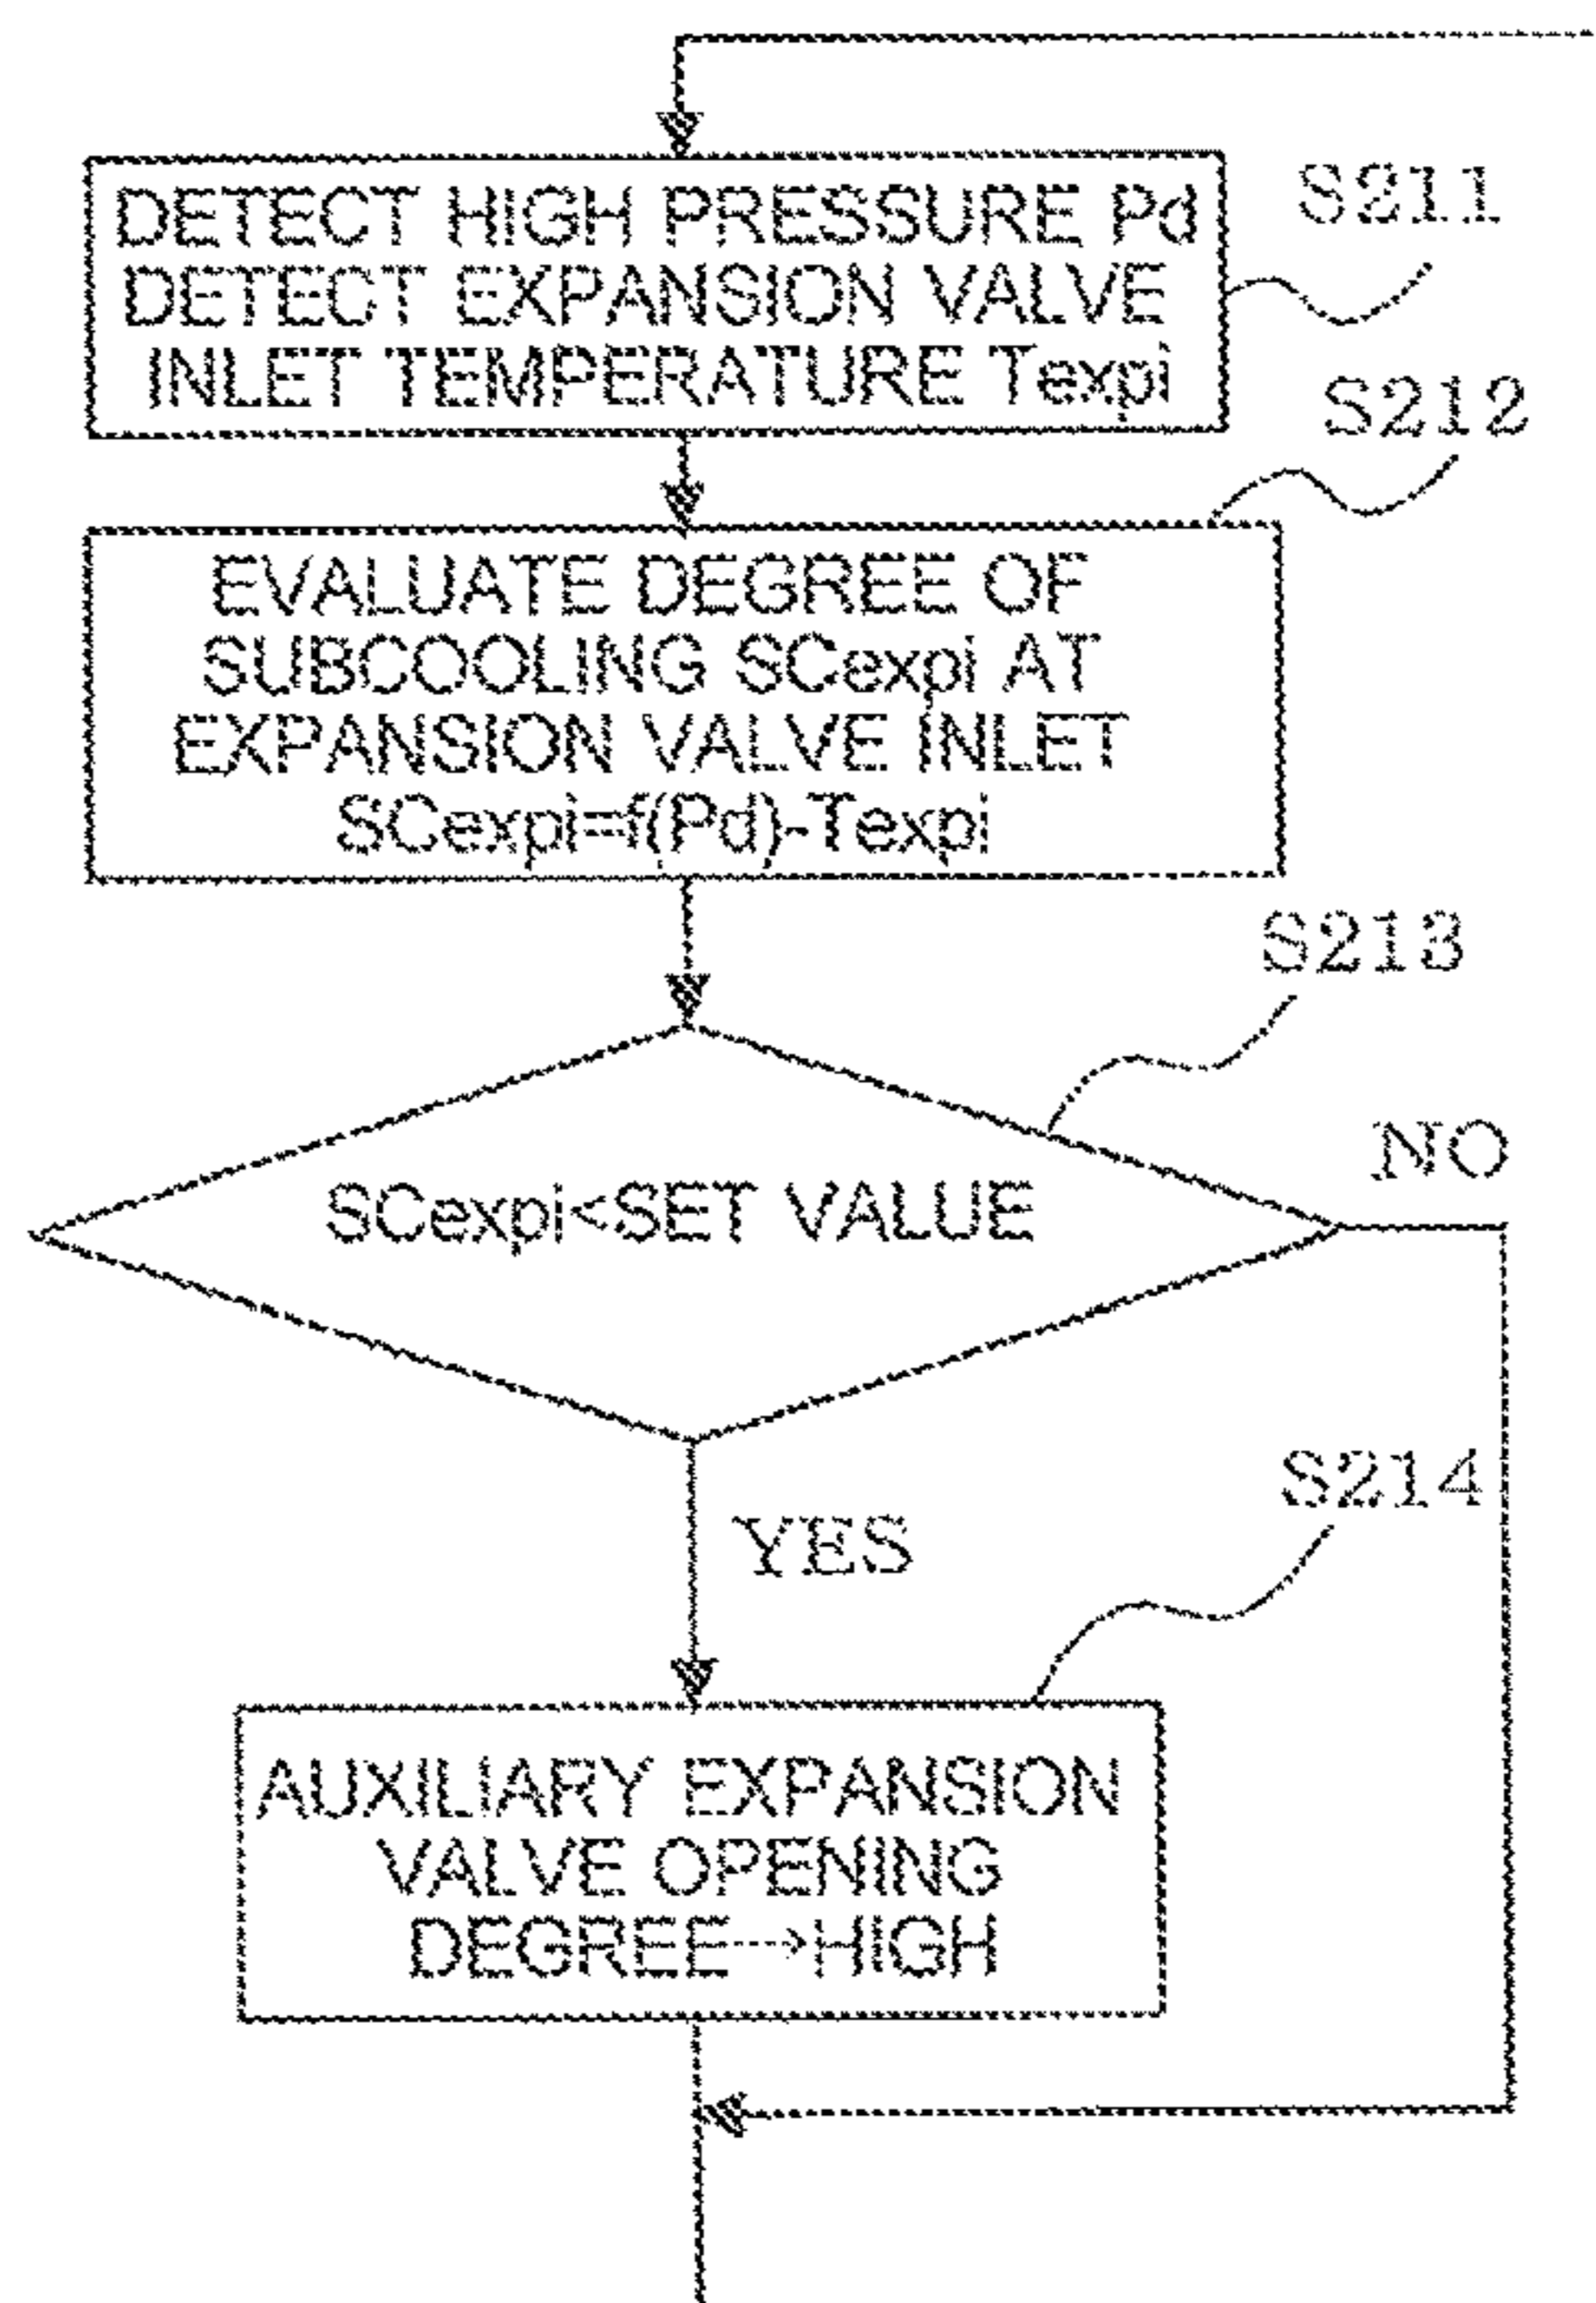 DETECT HIGH PRESSURE Pd
DETECT EXPANSION VALVE
INLET TEMPERATURE Texpi
S211
S212
EVALUATE DEGREE OF
SUBCOOLING SCexpi AT
EXPANSION VALVE INLET
SCexpi=f(Pd)-Texpi
S213
SCexpi<SET VALUE
NO
YES
S214
AUXILIARY EXPANSION
VALVE OPENING
DEGREE→HIGH